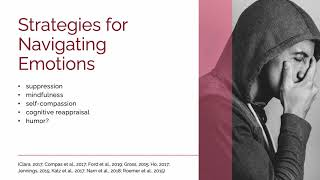 Strategies for
Navigating
Emotions
• suppression
• mindfulness
• self-compassion
• cognitive reappraisal
• humor?
(Clara, 2017; Compas et al., 2017; Ford et al., 2019; Gross, 2015; Ho, 2017;
Jennings, 2015; Katz et al., 2017; Nam et al., 2018; Roemer et al., 2015)